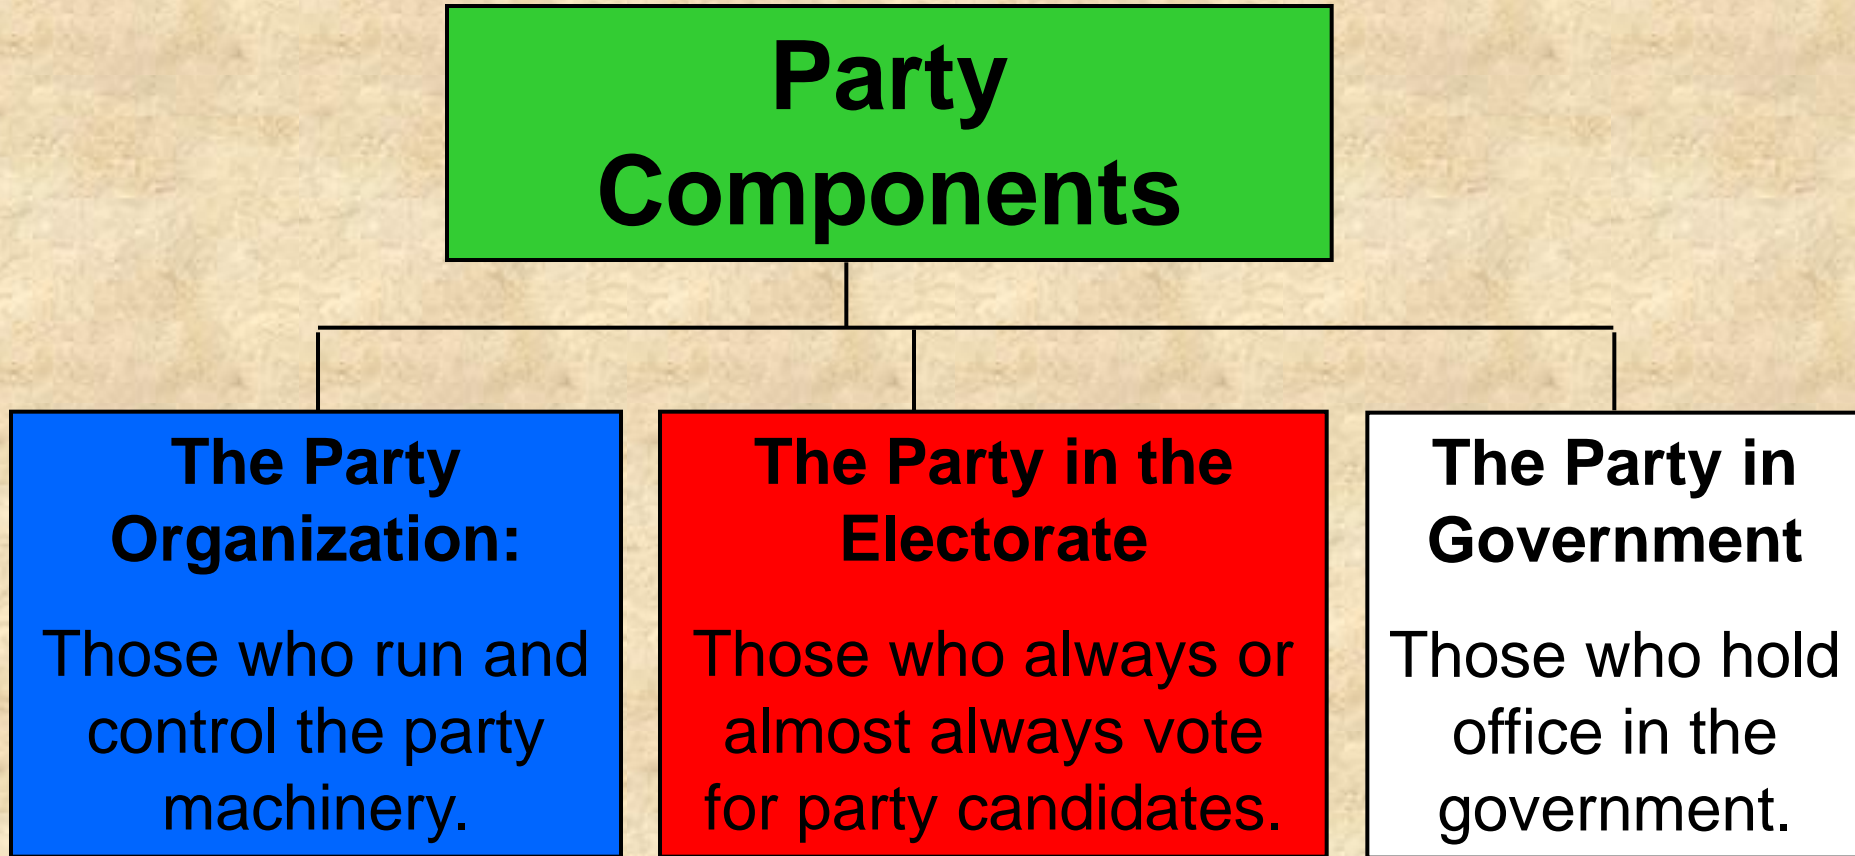 Party
Components
The Party
Organization:
Those who run and
control the party
machinery.
The Party in the
Electorate
Those who always or
almost always vote
for party candidates.
The Party in
Government
Those who hold
office in the
government.